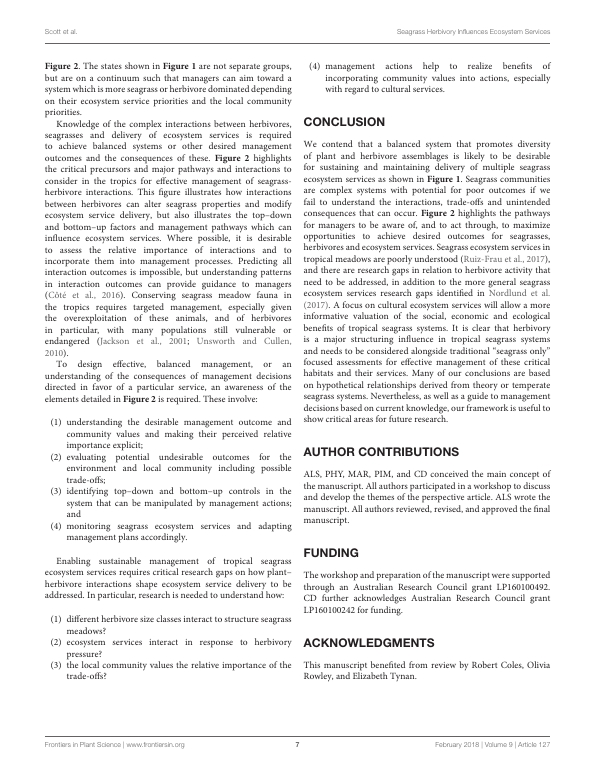 Scott et al.
Seagrass Herbivory Influences Ecosystem Services
Figure 2. The states shown in Figure 1 are not separate groups,
but are on a continuum such that managers can aim toward a
system which is more seagrass or herbivore dominated depending
on their ecosystem service priorities and the local community
priorities.
Knowledge of the complex interactions between herbivores,
seagrasses and delivery of ecosystem services is required
to achieve balanced systems or other desired management
outcomes and the consequences of these. Figure 2 highlights
the critical precursors and major pathways and interactions to
consider in the tropics for effective management of seagrass-
herbivore interactions. This figure illustrates how interactions
between herbivores can alter seagrass properties and modify
ecosystem service delivery, but also illustrates the top–down
and bottom–up factors and management pathways which can
influence ecosystem services. Where possible, it is desirable
to assess the relative importance of interactions and to
incorporate them into management processes. Predicting all
interaction outcomes is impossible, but understanding patterns
in interaction outcomes can provide guidance to managers
(Côté et al., 2016). Conserving seagrass meadow fauna in
the tropics requires targeted management, especially given
the overexploitation of these animals, and of herbivores
in particular, with many populations still vulnerable or
endangered (Jackson et al., 2001; Unsworth and Cullen,
2010).
To design effective, balanced management, or an
understanding of the consequences of management decisions
directed in favor of a particular service, an awareness of the
elements detailed in Figure 2 is required. These involve:
(1) understanding the desirable management outcome and
community values and making their perceived relative
importance explicit;
(2) evaluating potential undesirable outcomes for the
environment and local community including possible
trade-offs;
(3) identifying top–down and bottom–up controls in the
system that can be manipulated by management actions;
and
(4) monitoring seagrass ecosystem services and adapting
management plans accordingly.
Enabling sustainable management of tropical seagrass
ecosystem services requires critical research gaps on how plant–
herbivore interactions shape ecosystem service delivery to be
addressed. In particular, research is needed to understand how:
(1) different herbivore size classes interact to structure seagrass
meadows?
(2) ecosystem services interact in response to herbivory
pressure?
(3) the local community values the relative importance of the
trade-offs?
(4) management actions help to realize benefits of
incorporating community values into actions, especially
with regard to cultural services.
CONCLUSION
We contend that a balanced system that promotes diversity
of plant and herbivore assemblages is likely to be desirable
for sustaining and maintaining delivery of multiple seagrass
ecosystem services as shown in Figure 1. Seagrass communities
are complex systems with potential for poor outcomes if we
fail to understand the interactions, trade-offs and unintended
consequences that can occur. Figure 2 highlights the pathways
for managers to be aware of, and to act through, to maximize
opportunities to achieve desired outcomes for seagrasses,
herbivores and ecosystem services. Seagrass ecosystem services in
tropical meadows are poorly understood (Ruiz-Frau et al., 2017),
and there are research gaps in relation to herbivore activity that
need to be addressed, in addition to the more general seagrass
ecosystem services research gaps identified in Nordlund et al.
(2017). A focus on cultural ecosystem services will allow a more
informative valuation of the social, economic and ecological
benefits of tropical seagrass systems. It is clear that herbivory
is a major structuring influence in tropical seagrass systems
and needs to be considered alongside traditional “seagrass only”
focused assessments for effective management of these critical
habitats and their services. Many of our conclusions are based
on hypothetical relationships derived from theory or temperate
seagrass systems. Nevertheless, as well as a guide to management
decisions based on current knowledge, our framework is useful to
show critical areas for future research.
AUTHOR CONTRIBUTIONS
ALS, PHY, MAR, PIM, and CD conceived the main concept of
the manuscript. All authors participated in a workshop to discuss
and develop the themes of the perspective article. ALS wrote the
manuscript. All authors reviewed, revised, and approved the final
manuscript.
FUNDING
The workshop and preparation of the manuscript were supported
through an Australian Research Council grant LP160100492.
CD further acknowledges Australian Research Council grant
LP160100242 for funding.
ACKNOWLEDGMENTS
This manuscript benefited from review by Robert Coles, Olivia
Rowley, and Elizabeth Tynan.
Frontiers in Plant Science | www.frontiersin.org
7
February 2018 | Volume 9 | Article 127